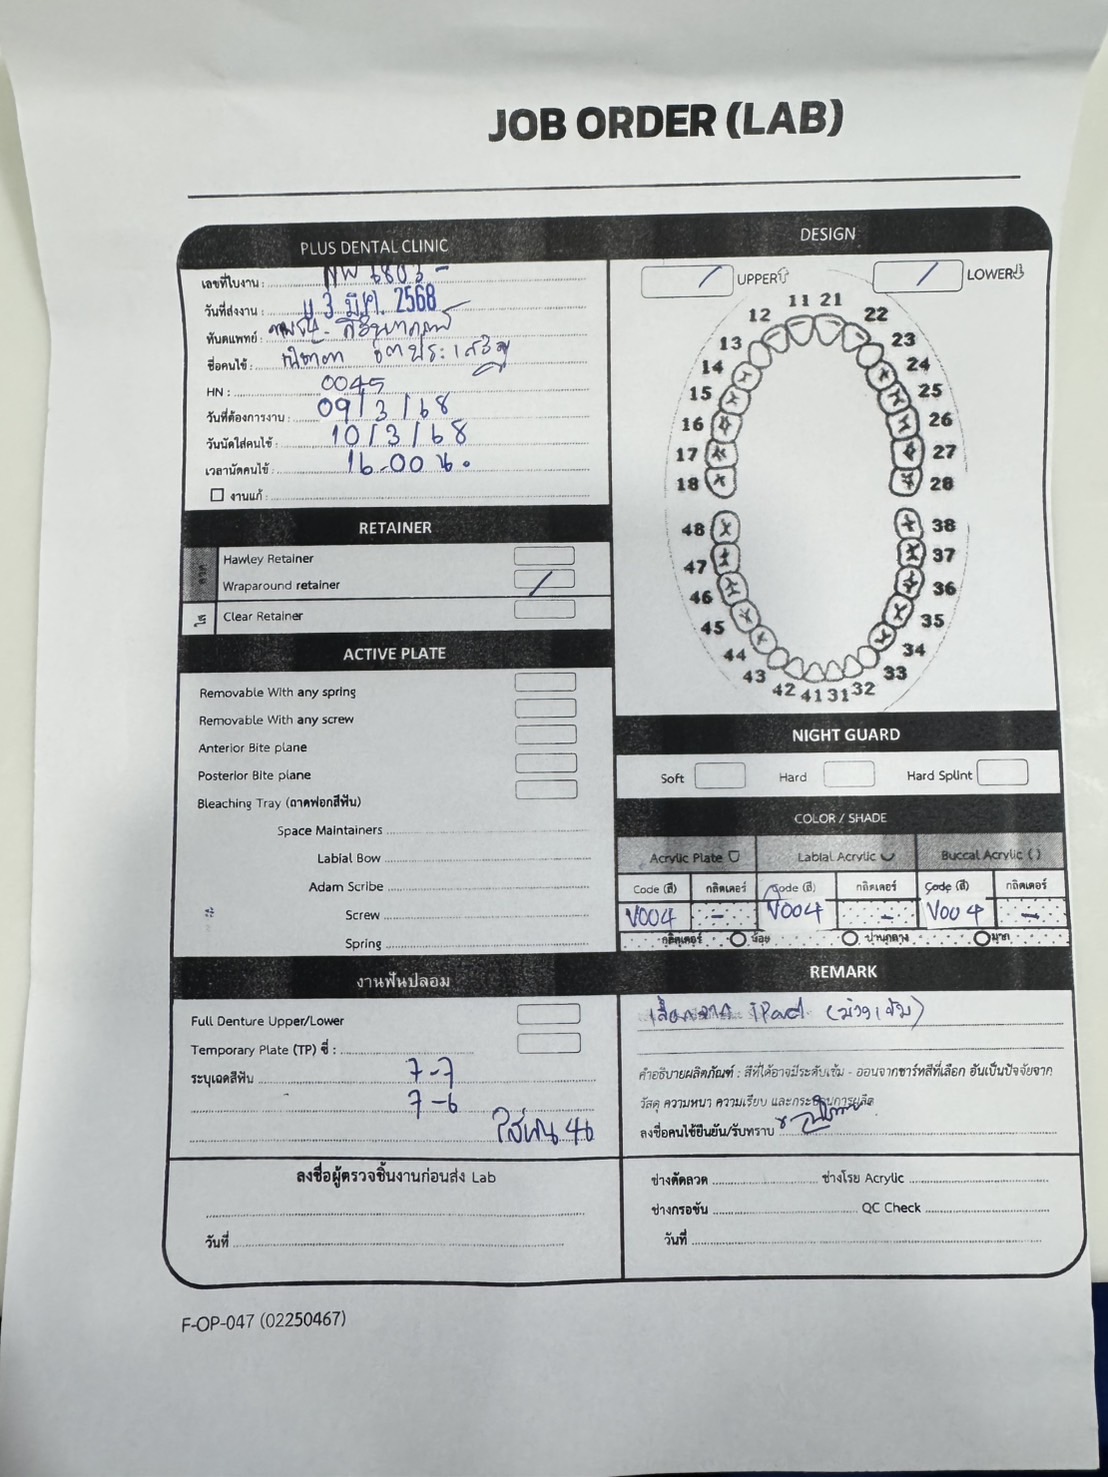 JOB ORDER (LAB)
PLUS DENTAL CLINIC
เลขที่ใบงาน : 6803 -
วันที่ส่งงาน : 3 มี.ค. 2568
ทันตแพทย์ :
ชื่อคนไข้ :
HN : 0045
วันที่ต้องการงาน : 09/3/68
วันนัดใส่คนไข้ : 10/3/68
เวลานัดคนไข้ : 16.00 น.
งานแก้ :
RETAINER
ลวด
Hawley Retainer
Wraparound retainer /
ใส
Clear Retainer
ACTIVE PLATE
Removable With any spring
Removable With any screw
Anterior Bite plane
Posterior Bite plane
Bleaching Tray (ถาดฟอกสีฟัน)
Space Maintainers
Labial Bow
Adam Scribe
Screw
Spring
งานฟันปลอม
Full Denture Upper/Lower
Temporary Plate (TP) ซี่ :
ระบุเฉดสีฟัน 7-7
7-6
ใส่ฟัน 46
ลงชื่อผู้ตรวจชิ้นงานก่อนส่ง Lab
วันที่
DESIGN
/ UPPER / LOWER
11 21
12 22
13 23
14 24
15 25
16 26
17 27
18 28
48 38
47 37
46 36
45 35
44 34
43 33
42 41 31 32
NIGHT GUARD
Soft Hard Hard Splint
COLOR / SHADE
Acrylic Plate Labial Acrylic Buccal Acrylic ( )
Code (สี) กลิตเตอร์ Code (สี) กลิตเตอร์ Code (สี) กลิตเตอร์
V004 - V004 - V004 -
กลิตเตอร์ น้อย ปานกลาง มาก
REMARK
เลือกจาก iPad (ม่วงเข้ม)
คำอธิบายผลิตภัณฑ์ : สีที่ได้อาจมีระดับเข้ม - ออนจากชาร์ทสีที่เลือก อันเป็นปัจจัยจาก
วัสดุ ความหนา ความเรียบ และกระบวนการผลิต
ลงชื่อคนไข้ยืนยัน/รับทราบ
ช่างดัดลวด ช่างโรย Acrylic
ช่างกรอขัน QC Check
วันที่
F-OP-047 (02250467)